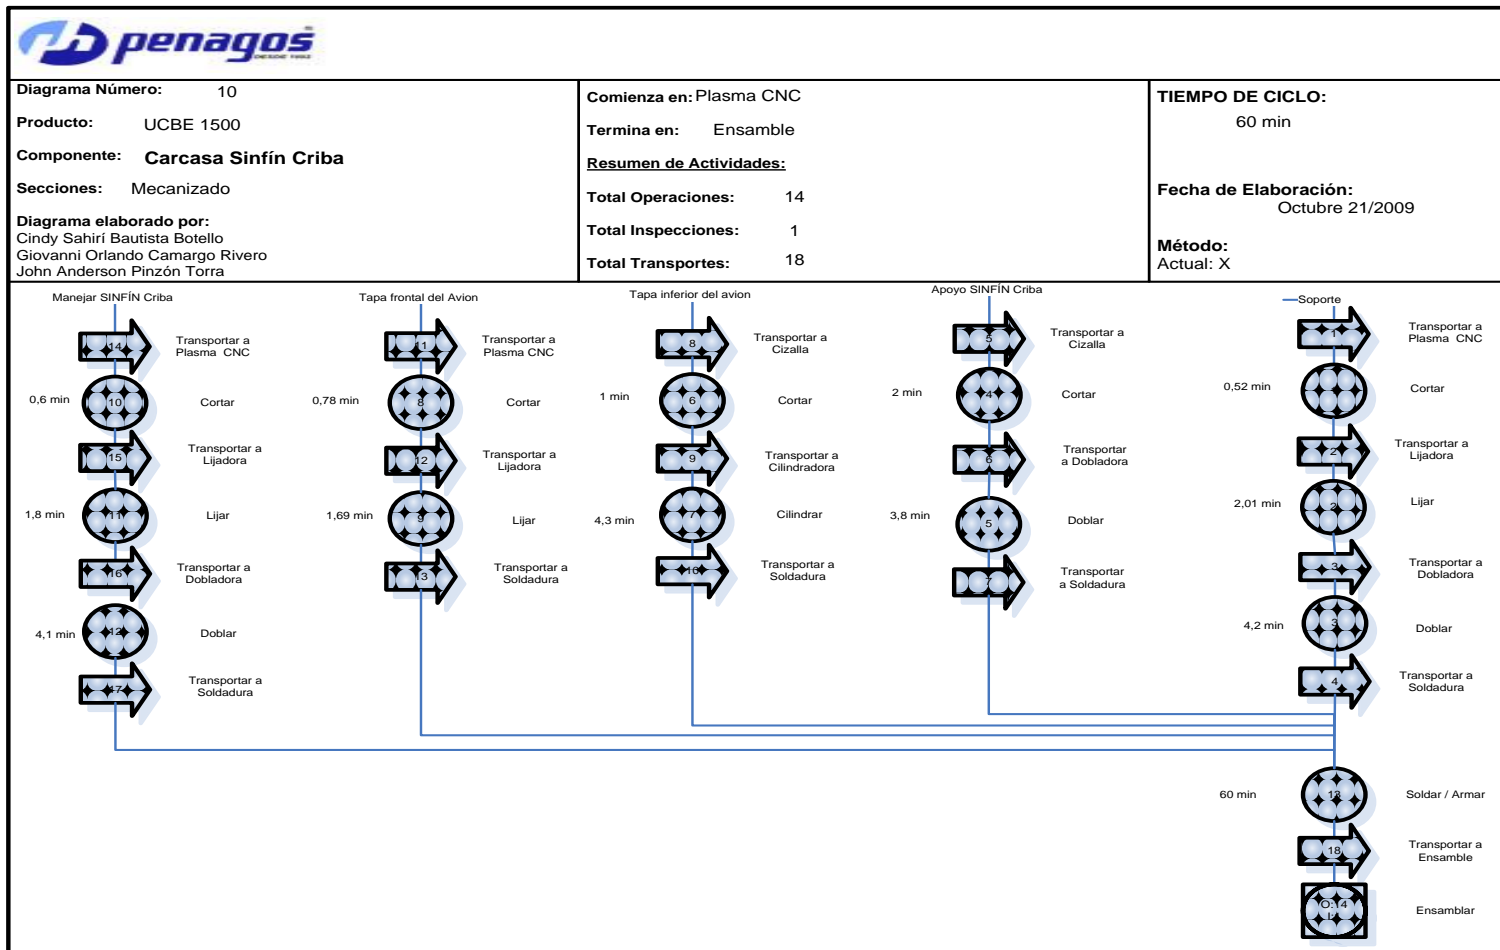 penagos
Diagrama Número: 10
Producto: UCBE 1500
Componente: Carcasa Sinfín Criba
Secciones: Mecanizado
Diagrama elaborado por:
Cindy Sahirí Bautista Botello
Giovanni Orlando Camargo Rivero
John Anderson Pinzón Torra
Comienza en: Plasma CNC
Termina en: Ensamble
Resumen de Actividades:
Total Operaciones: 14
Total Inspecciones: 1
Total Transportes: 18
TIEMPO DE CICLO:
60 min
Fecha de Elaboración:
Octubre 21/2009
Método:
Actual: X
Manejar SINFÍN Criba
14
Transportar a
Plasma CNC
0,6 min
10
Cortar
15
Transportar a
Lijadora
1,8 min
11
Lijar
16
Transportar a
Dobladora
4,1 min
12
Doblar
17
Transportar a
Soldadura
Tapa frontal del Avion
11
Transportar a
Plasma CNC
0,78 min
8
Cortar
12
Transportar a
Lijadora
1,69 min
9
Lijar
13
Transportar a
Soldadura
Tapa inferior del avion
8
Transportar a
Cizalla
1 min
6
Cortar
9
Transportar a
Cilindradora
4,3 min
7
Cilindrar
10
Transportar a
Soldadura
Apoyo SINFÍN Criba
5
Transportar a
Cizalla
2 min
4
Cortar
6
Transportar
a Dobladora
3,8 min
5
Doblar
7
Transportar
a Soldadura
Soporte
1
Transportar a
Plasma CNC
0,52 min
1
Cortar
2
Transportar a
Lijadora
2,01 min
2
Lijar
3
Transportar a
Dobladora
4,2 min
3
Doblar
4
Transportar a
Soldadura
60 min
13
Soldar / Armar
18
Transportar a
Ensamble
O:14
Ensamblar